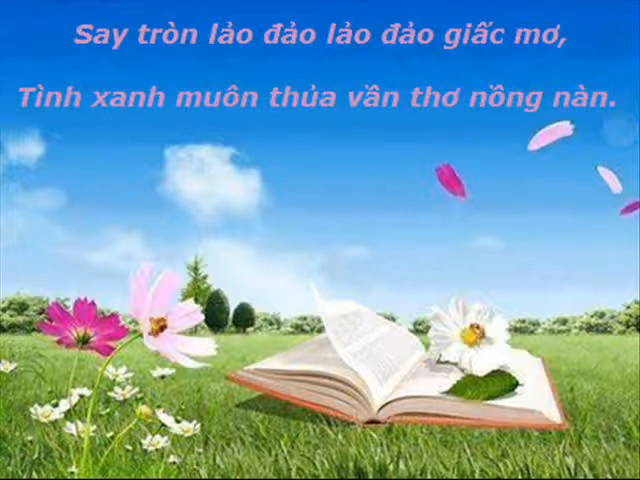 Say tròn lảo đảo lảo đảo giấc mơ,
Tình xanh muôn thủa vần thơ nồng nàn.